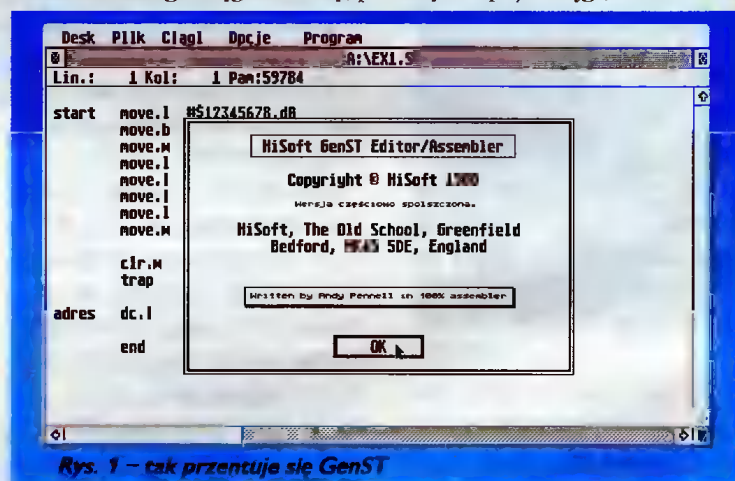 Desk Plik Ciągi Opcje Program
A:\EX1.S
Lin.: 1 Kol: 1 Pam:59784
start move.l #$12345678,d0
move.b
move.w
move.l
move.l
move.l
move.l
move.w
clr.w
trap
adres dc.l
end
HiSoft GenST Editor/Assembler
Copyright © HiSoft
Wersja częściowo spolszczona.
HiSoft, The Old School, Greenfield
Bedford, 5DE, England
Written by Andy Pennell in 100% assembler
OK
Rys. 1 – tak przentuje się GenST